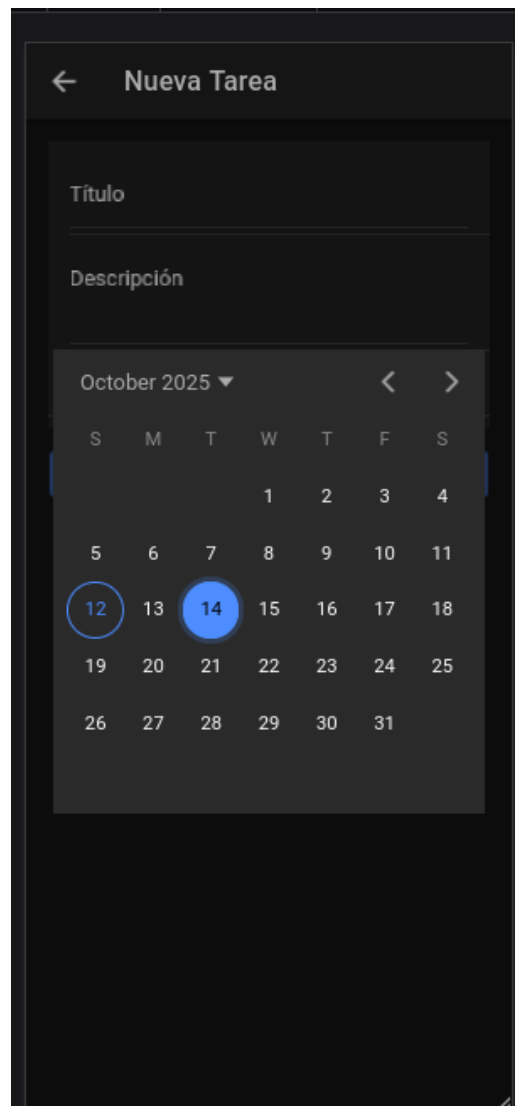 Nueva Tarea
Título
Descripción
October 2025
S M T W T F S
1 2 3 4
5 6 7 8 9 10 11
12 13 14 15 16 17 18
19 20 21 22 23 24 25
26 27 28 29 30 31